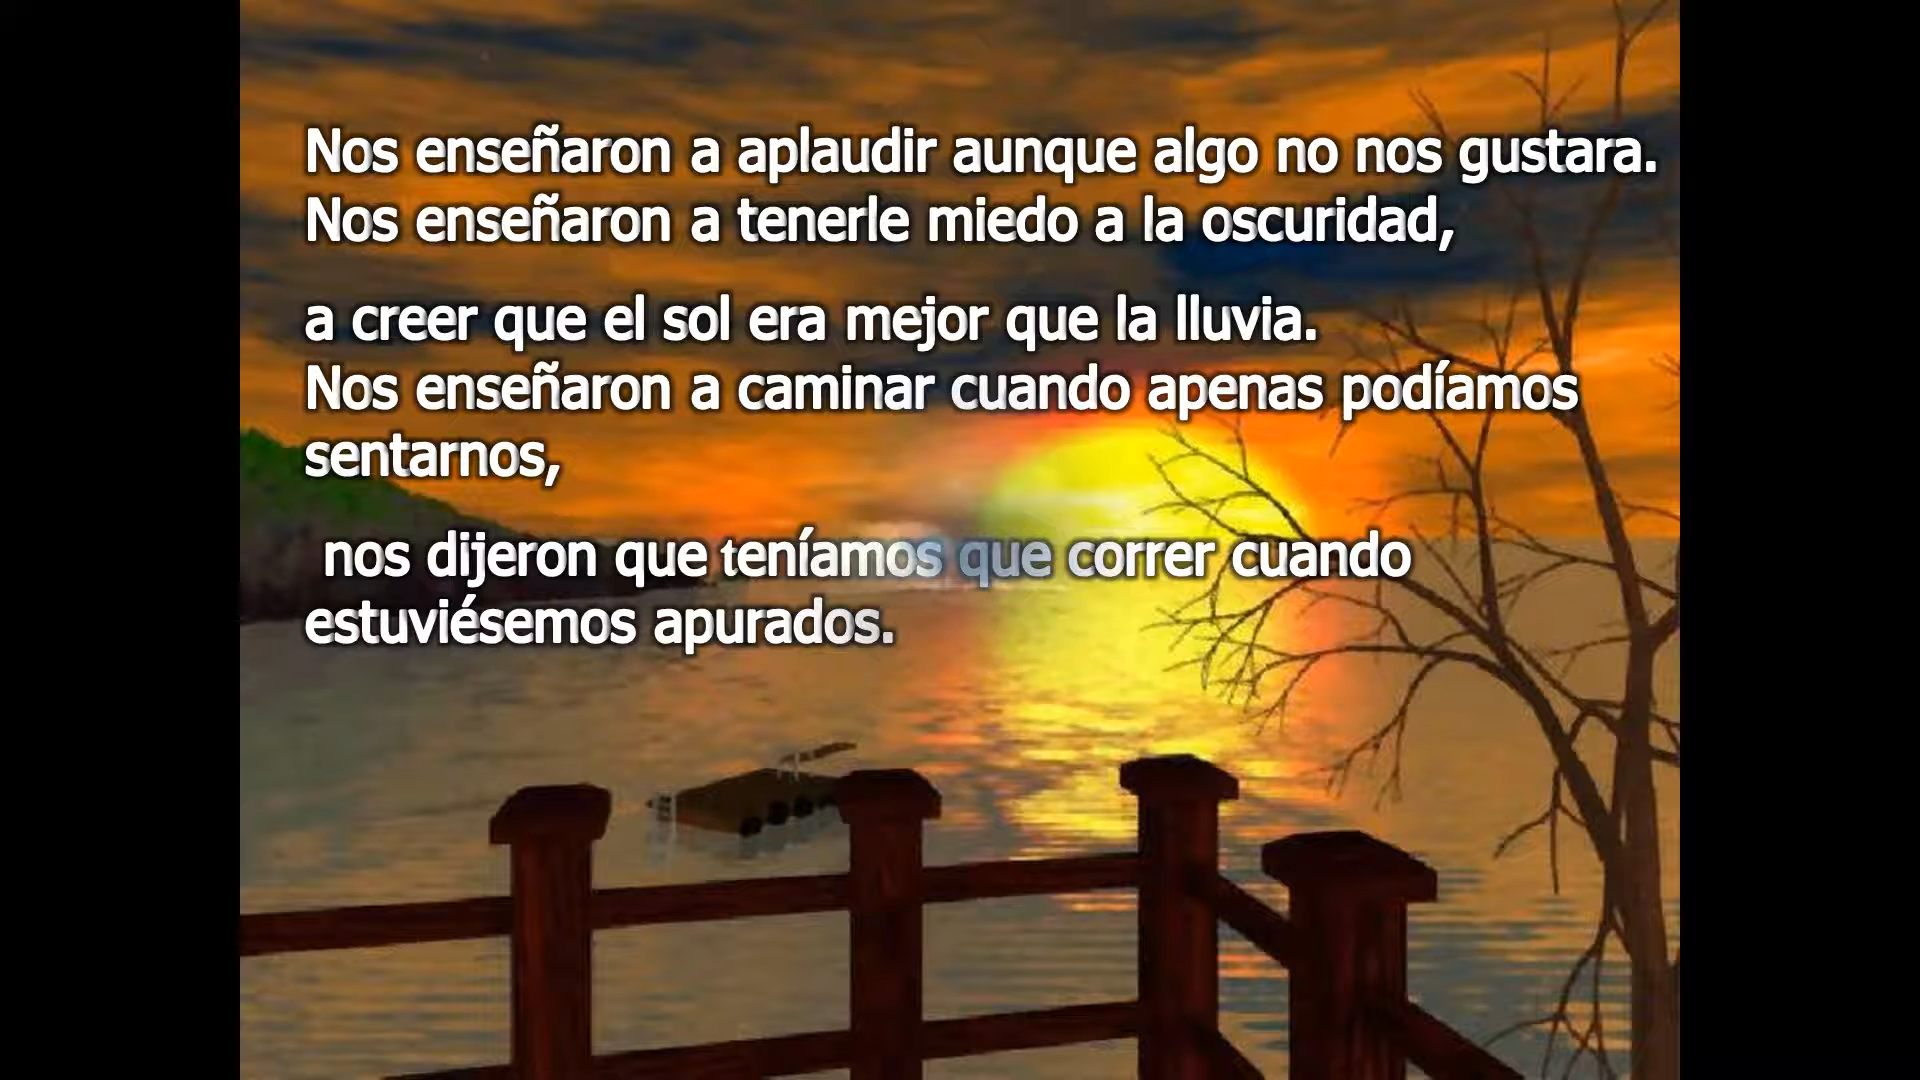 Nos enseñaron a aplaudir aunque algo no nos gustara.
Nos enseñaron a tenerle miedo a la oscuridad,
a creer que el sol era mejor que la lluvia.
Nos enseñaron a caminar cuando apenas podíamos
sentarnos,
nos dijeron que teníamos que correr cuando
estuviésemos apurados.